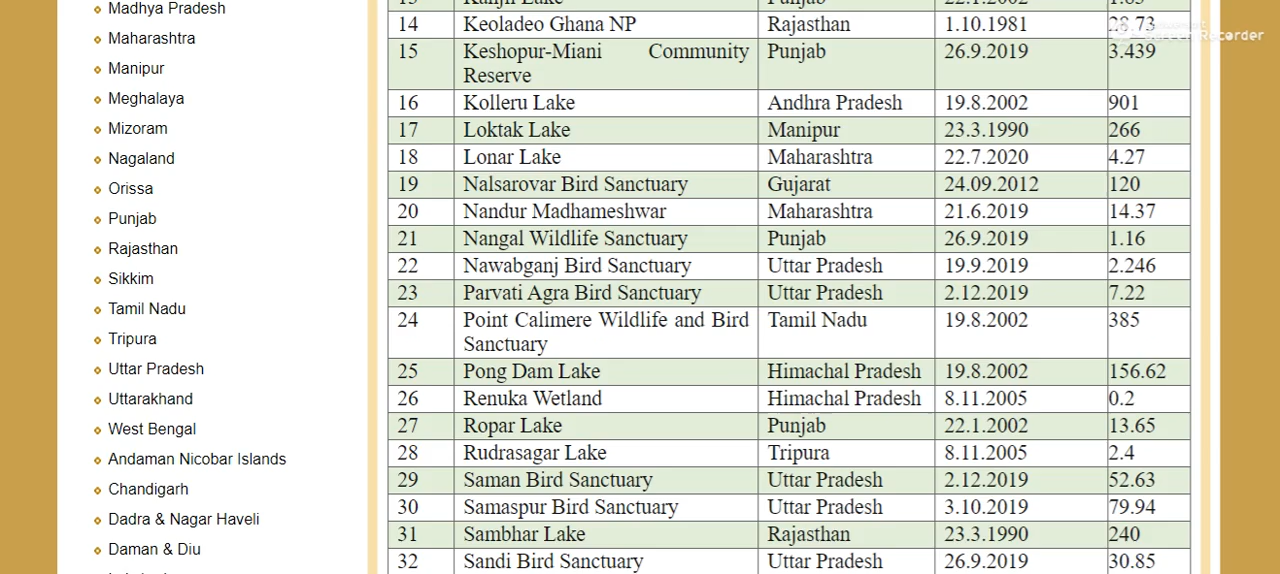 Madhya Pradesh
Maharashtra
Manipur
Meghalaya
Mizoram
Nagaland
Orissa
Punjab
Rajasthan
Sikkim
Tamil Nadu
Tripura
Uttar Pradesh
Uttarakhand
West Bengal
Andaman Nicobar Islands
Chandigarh
Dadra & Nagar Haveli
Daman & Diu
14 Keoladeo Ghana NP Rajasthan 1.10.1981 28.73
15 Keshopur-Miani Community Punjab 26.9.2019 3.439
Reserve
16 Kolleru Lake Andhra Pradesh 19.8.2002 901
17 Loktak Lake Manipur 23.3.1990 266
18 Lonar Lake Maharashtra 22.7.2020 4.27
19 Nalsarovar Bird Sanctuary Gujarat 24.09.2012 120
20 Nandur Madhameshwar Maharashtra 21.6.2019 14.37
21 Nangal Wildlife Sanctuary Punjab 26.9.2019 1.16
22 Nawabganj Bird Sanctuary Uttar Pradesh 19.9.2019 2.246
23 Parvati Agra Bird Sanctuary Uttar Pradesh 2.12.2019 7.22
24 Point Calimere Wildlife and Bird Tamil Nadu 19.8.2002 385
Sanctuary
25 Pong Dam Lake Himachal Pradesh 19.8.2002 156.62
26 Renuka Wetland Himachal Pradesh 8.11.2005 0.2
27 Ropar Lake Punjab 22.1.2002 13.65
28 Rudrasagar Lake Tripura 8.11.2005 2.4
29 Saman Bird Sanctuary Uttar Pradesh 2.12.2019 52.63
30 Samaspur Bird Sanctuary Uttar Pradesh 3.10.2019 79.94
31 Sambhar Lake Rajasthan 23.3.1990 240
32 Sandi Bird Sanctuary Uttar Pradesh 26.9.2019 30.85